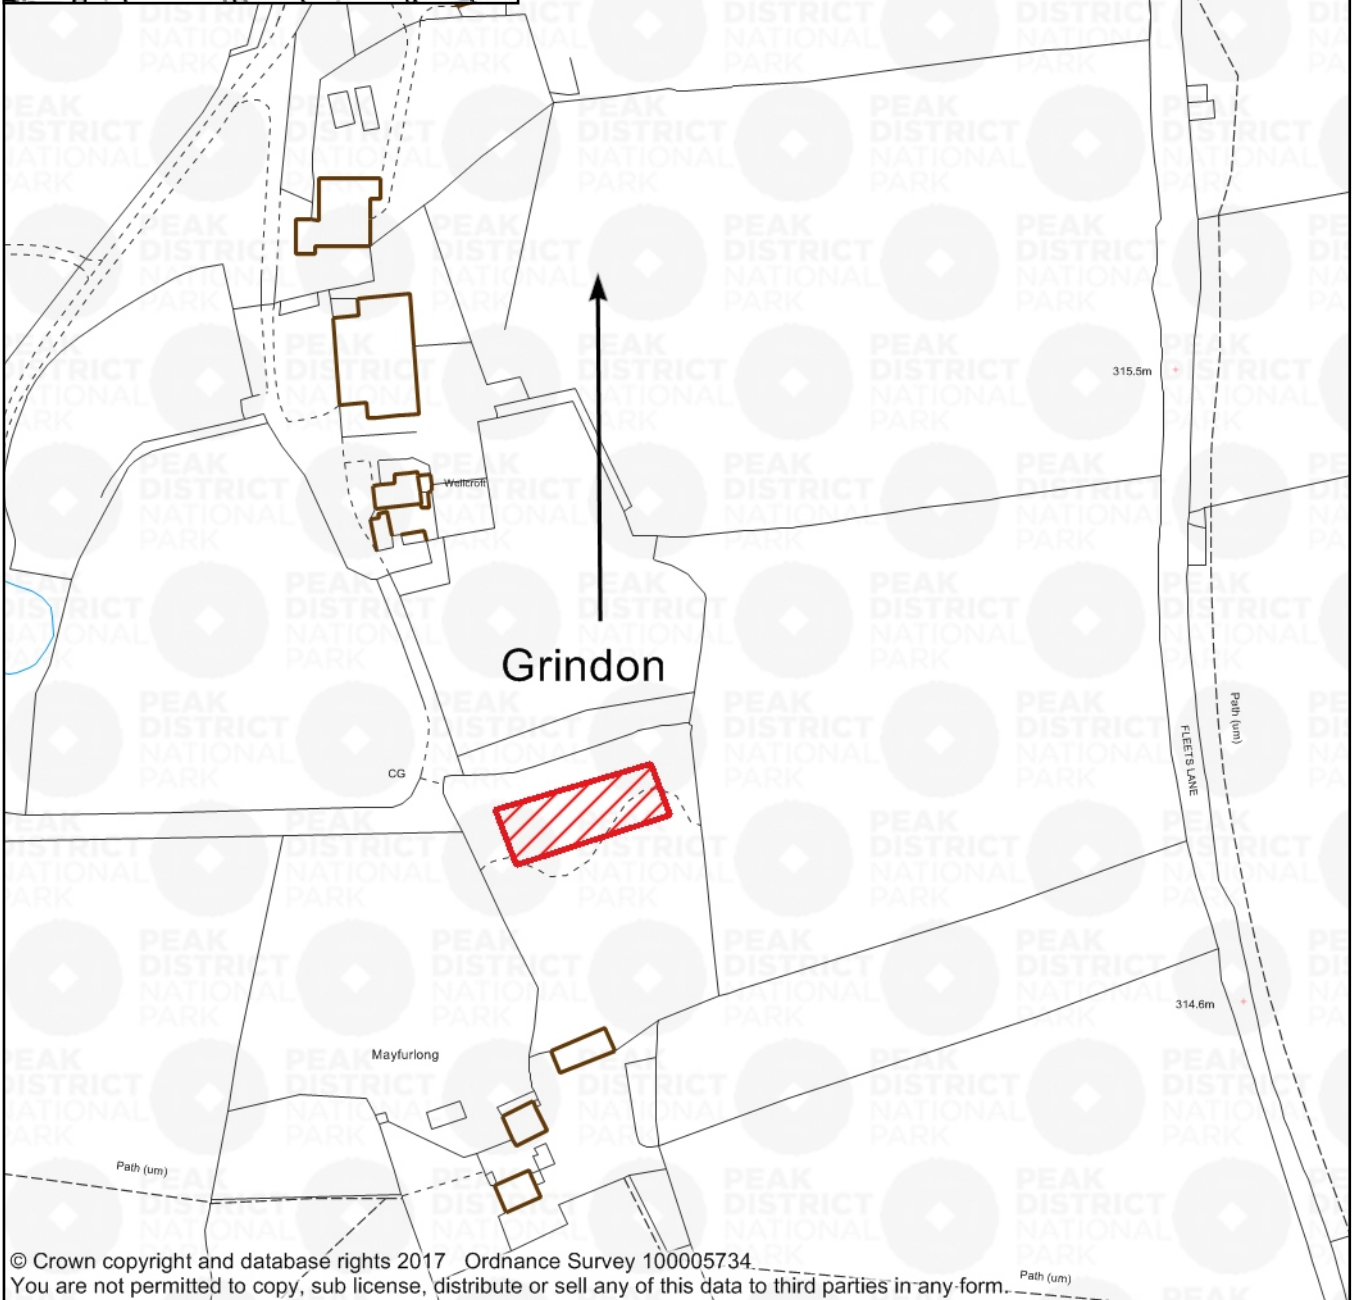 315.5m
Wellcroft
Grindon
Path (um)
FLEETS LANE
CG
314.6m
Mayfurlong
Path (um)
© Crown copyright and database rights 2017 Ordnance Survey 100005734
You are not permitted to copy, sub license, distribute or sell any of this data to third parties in any form.
Path (um)
PEAK
DISTRICT
NATIONAL
PARK